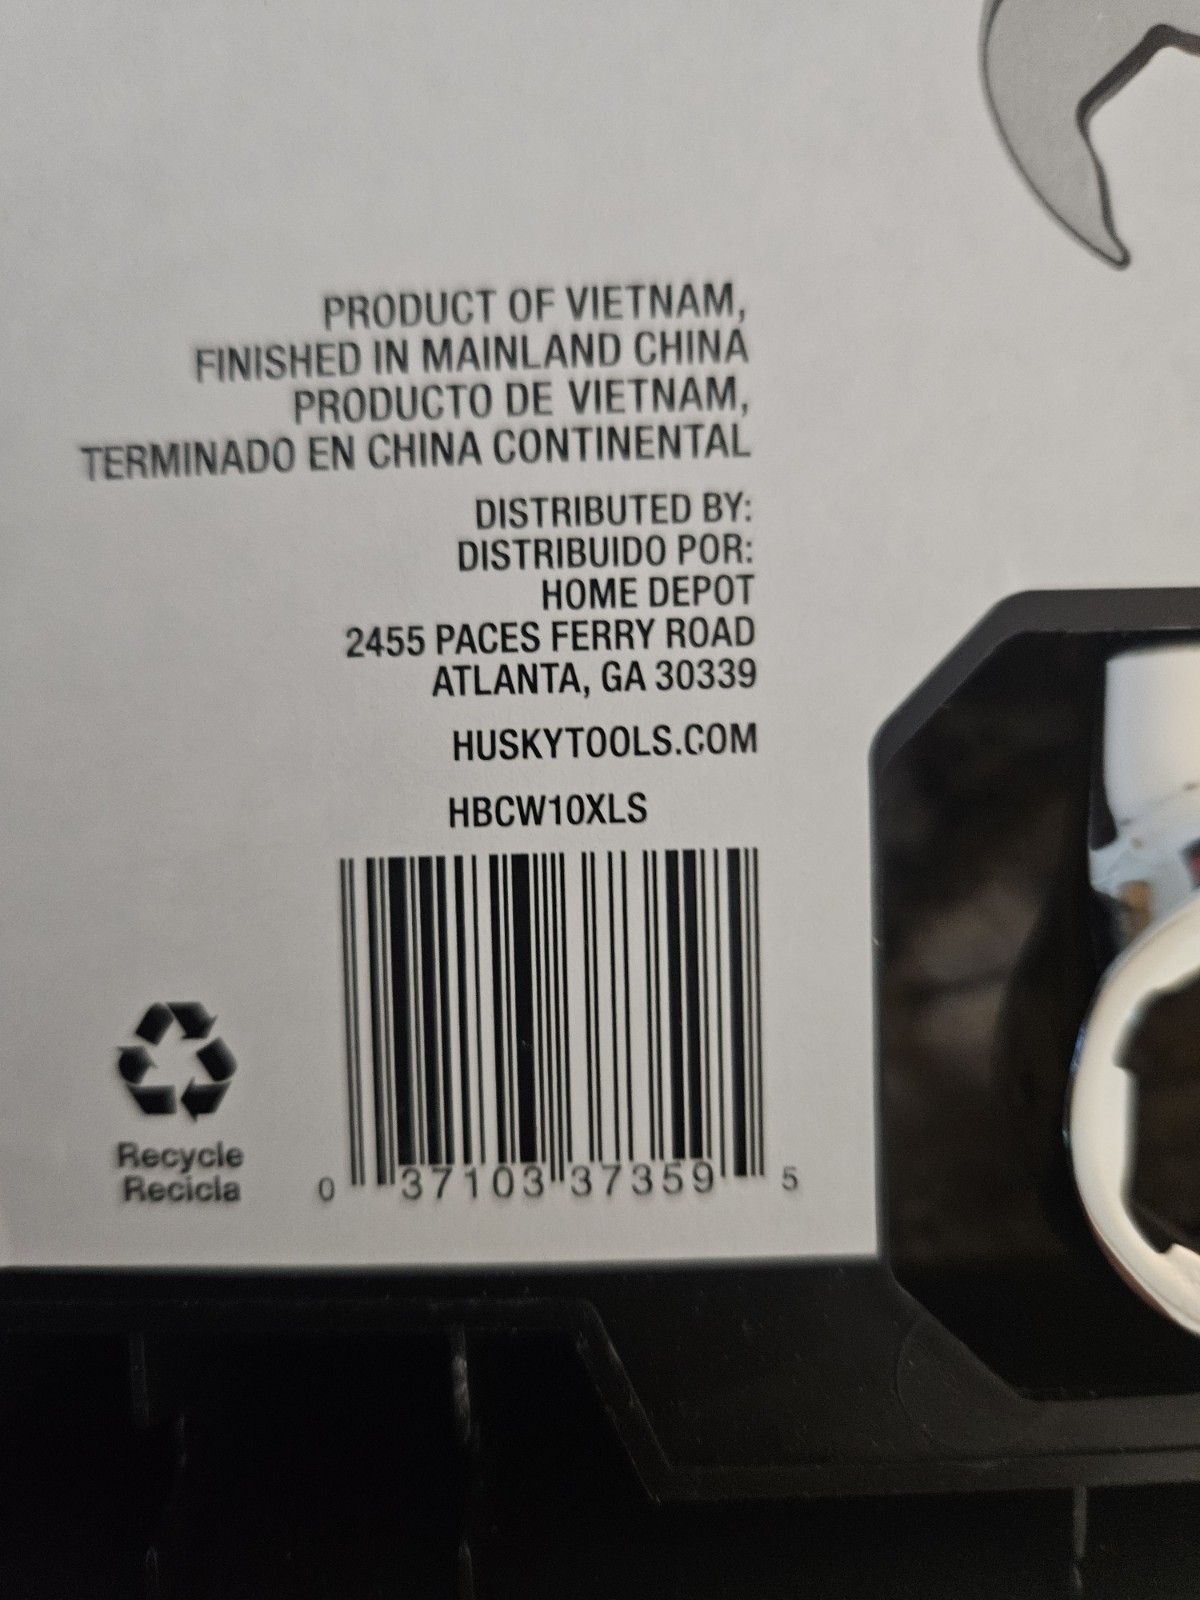 PRODUCT OF VIETNAM,
FINISHED IN MAINLAND CHINA
PRODUCTO DE VIETNAM,
TERMINADO EN CHINA CONTINENTAL
DISTRIBUTED BY:
DISTRIBUIDO POR:
HOME DEPOT
2455 PACES FERRY ROAD
ATLANTA, GA 30339
HUSKYTOOLS.COM
HBCW10XLS
Recycle
Recicla
0 37103 37359 5